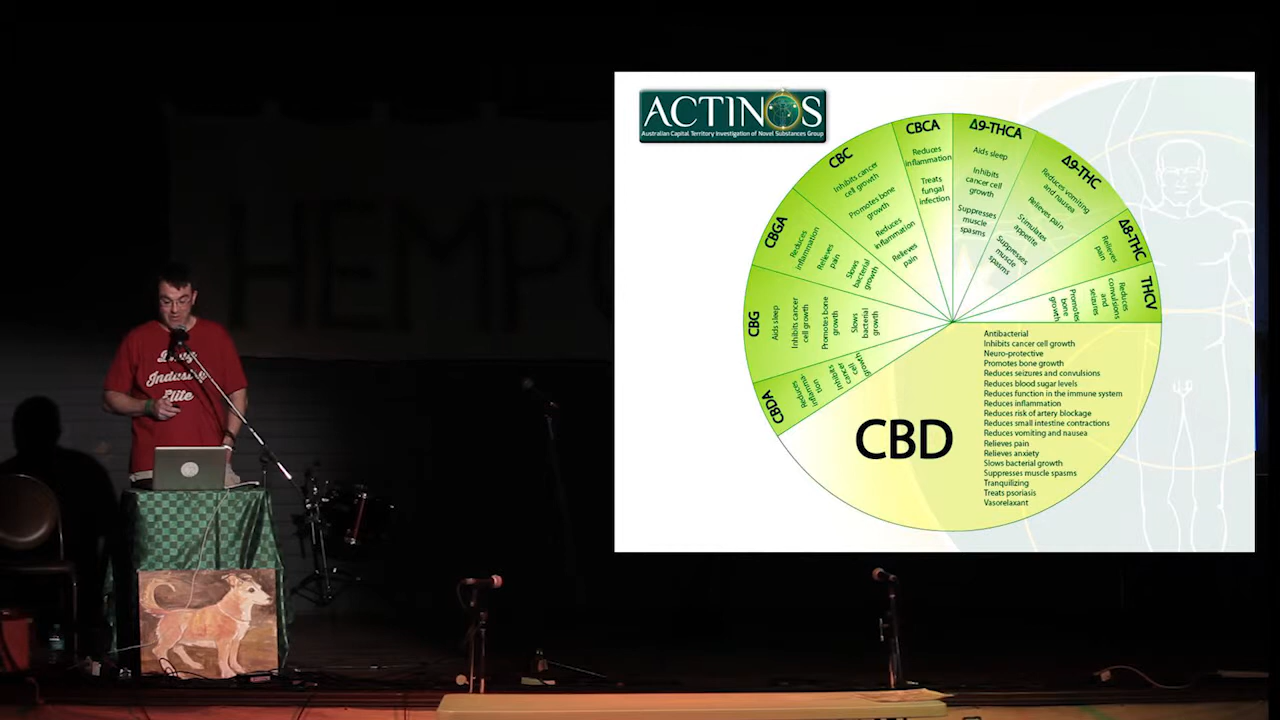 ACTINOS
Australian Capital Territory Investigation of Novel Substances Group
HEMP
Industry
Elite
CBDA
Reduces
Inflamma-
tion
Inhibits
cancer
cell
growth
CBG
Aids sleep
Inhibits cancer
cell growth
Promotes bone
growth
Slows
bacterial
growth
CBGA
Reduces
inflammation
Relieves
pain
Slows
bacterial
growth
CBC
Inhibits cancer
cell growth
Promotes bone
growth
Reduces
inflammation
Relieves
pain
CBCA
Reduces
inflammation
Treats
fungal
infection
Δ9-THCA
Aids sleep
Inhibits
cancer cell
growth
Suppresses
muscle
spasms
Δ9-THC
Reduces vomiting
and nausea
Relieves pain
Stimulates
appetite
Suppresses
muscle
spasms
Δ8-THC
Relieves
pain
THCV
Reduces
convulsions
and
seizures
Promotes
bone
growth
CBD
Antibacterial
Inhibits cancer cell growth
Neuro-protective
Promotes bone growth
Reduces seizures and convulsions
Reduces blood sugar levels
Reduces function in the immune system
Reduces inflammation
Reduces risk of artery blockage
Reduces small intestine contractions
Reduces vomiting and nausea
Relieves pain
Relieves anxiety
Slows bacterial growth
Suppresses muscle spasms
Tranquilizing
Treats psoriasis
Vasorelaxant